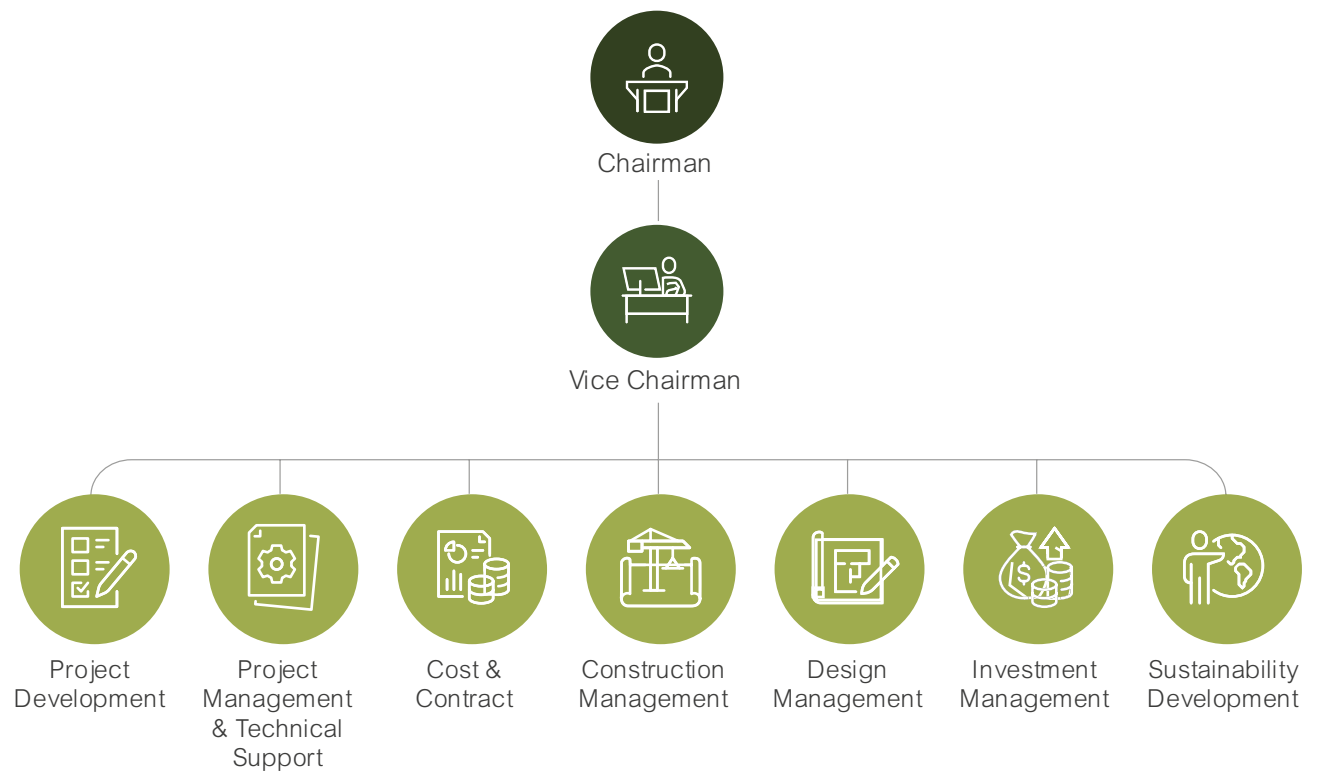 Chairman
Vice Chairman
Project
Development
Project
Management
& Technical
Support
Cost &
Contract
Construction
Management
Design
Management
Investment
Management
Sustainability
Development